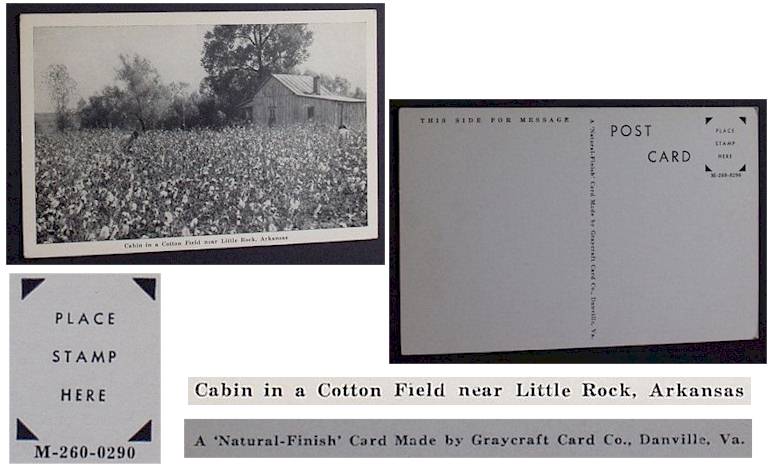 Cabin in a Cotton Field near Little Rock, Arkansas
THIS SIDE FOR MESSAGE
A 'Natural-Finish' Card Made by Graycraft Card Co., Danville, Va.
POST
CARD
PLACE
STAMP
HERE
M-260-0290
PLACE
STAMP
HERE
M-260-0290
Cabin in a Cotton Field near Little Rock, Arkansas
A 'Natural-Finish' Card Made by Graycraft Card Co., Danville, Va.